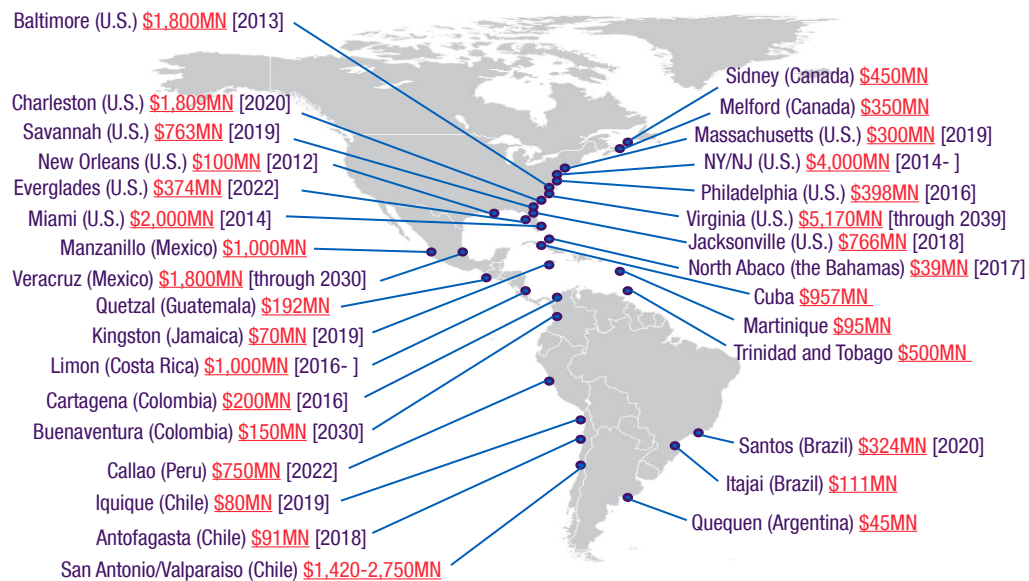 Baltimore (U.S.) $1,800MN [2013]
Charleston (U.S.) $1,809MN [2020]
Savannah (U.S.) $763MN [2019]
New Orleans (U.S.) $100MN [2012]
Everglades (U.S.) $374MN [2022]
Miami (U.S.) $2,000MN [2014]
Manzanillo (Mexico) $1,000MN
Veracruz (Mexico) $1,800MN [through 2030]
Quetzal (Guatemala) $192MN
Kingston (Jamaica) $70MN [2019]
Limon (Costa Rica) $1,000MN [2016- ]
Cartagena (Colombia) $200MN [2016]
Buenaventura (Colombia) $150MN [2030]
Callao (Peru) $750MN [2022]
Iquique (Chile) $80MN [2019]
Antofagasta (Chile) $91MN [2018]
San Antonio/Valparaiso (Chile) $1,420-2,750MN
Sidney (Canada) $450MN
Melford (Canada) $350MN
Massachusetts (U.S.) $300MN [2019]
NY/NJ (U.S.) $4,000MN [2014- ]
Philadelphia (U.S.) $398MN [2016]
Virginia (U.S.) $5,170MN [through 2039]
Jacksonville (U.S.) $766MN [2018]
North Abaco (the Bahamas) $39MN [2017]
Cuba $957MN
Martinique $95MN
Trinidad and Tobago $500MN
Santos (Brazil) $324MN [2020]
Itajai (Brazil) $111MN
Quequen (Argentina) $45MN